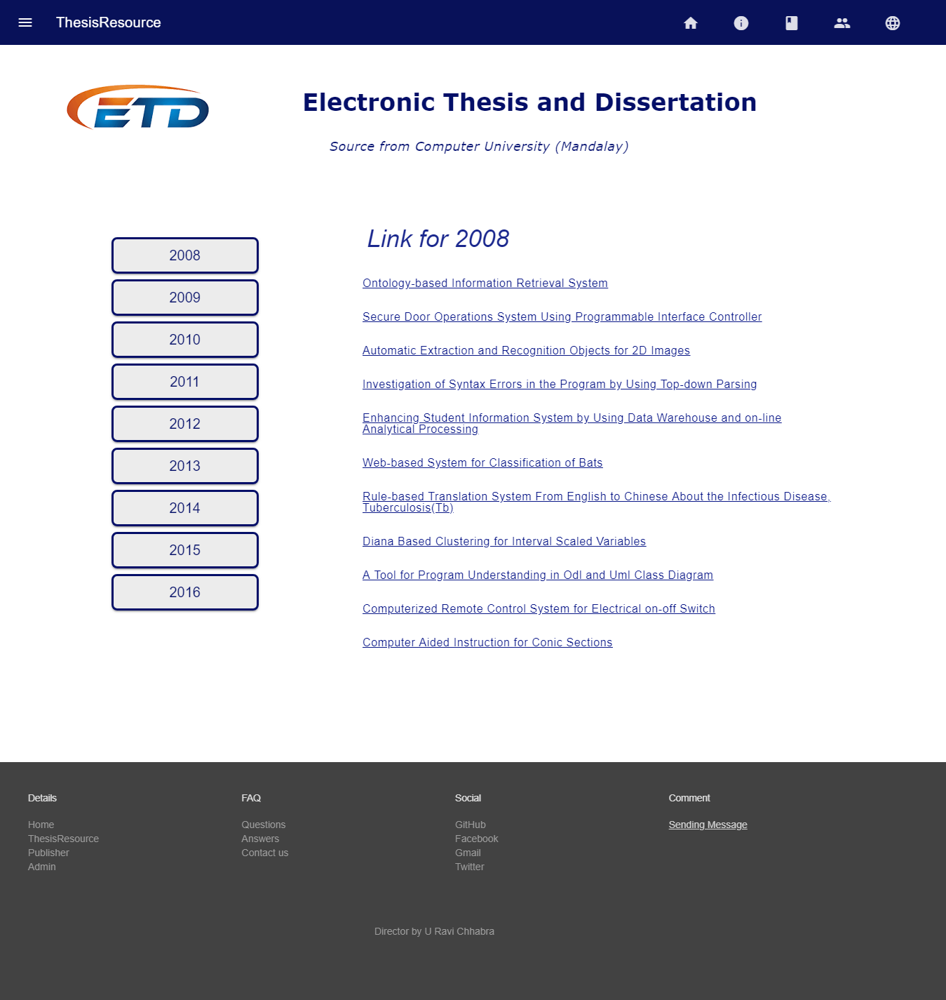 ThesisResource
ETD
Electronic Thesis and Dissertation
Source from Computer University (Mandalay)
2008
2009
2010
2011
2012
2013
2014
2015
2016
Link for 2008
Ontology-based Information Retrieval System
Secure Door Operations System Using Programmable Interface Controller
Automatic Extraction and Recognition Objects for 2D Images
Investigation of Syntax Errors in the Program by Using Top-down Parsing
Enhancing Student Information System by Using Data Warehouse and on-line
Analytical Processing
Web-based System for Classification of Bats
Rule-based Translation System From English to Chinese About the Infectious Disease,
Tuberculosis(Tb)
Diana Based Clustering for Interval Scaled Variables
A Tool for Program Understanding in Odl and Uml Class Diagram
Computerized Remote Control System for Electrical on-off Switch
Computer Aided Instruction for Conic Sections
Details
Home
ThesisResource
Publisher
Admin
FAQ
Questions
Answers
Contact us
Social
GitHub
Facebook
Gmail
Twitter
Comment
Sending Message
Director by U Ravi Chhabra